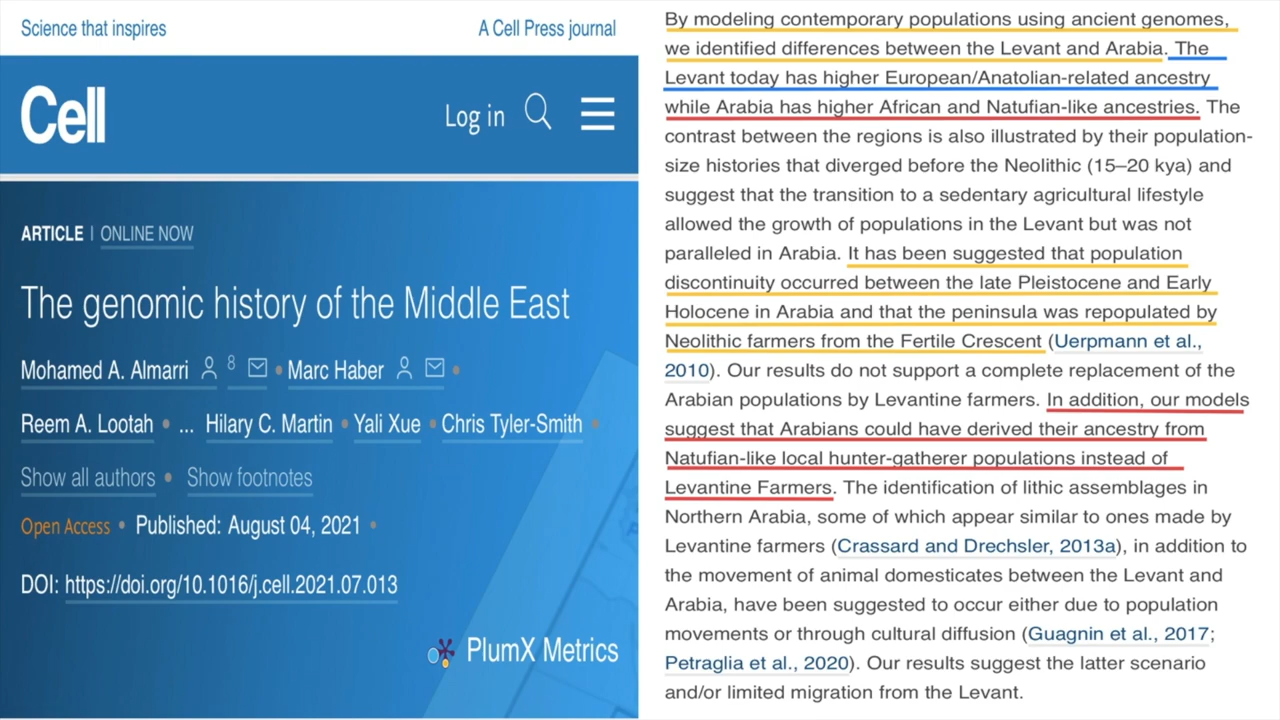 Science that inspires
A Cell Press journal
Cell
Log in
ARTICLE | ONLINE NOW
The genomic history of the Middle East
Mohamed A. Almarri 8 • Marc Haber •
Reem A. Lootah • ... Hilary C. Martin • Yali Xue • Chris Tyler-Smith •
Show all authors • Show footnotes
Open Access • Published: August 04, 2021 •
DOI: https://doi.org/10.1016/j.cell.2021.07.013
PlumX Metrics
By modeling contemporary populations using ancient genomes,
we identified differences between the Levant and Arabia. The
Levant today has higher European/Anatolian-related ancestry
while Arabia has higher African and Natufian-like ancestries. The
contrast between the regions is also illustrated by their population-
size histories that diverged before the Neolithic (15–20 kya) and
suggest that the transition to a sedentary agricultural lifestyle
allowed the growth of populations in the Levant but was not
paralleled in Arabia. It has been suggested that population
discontinuity occurred between the late Pleistocene and Early
Holocene in Arabia and that the peninsula was repopulated by
Neolithic farmers from the Fertile Crescent (Uerpmann et al.,
2010). Our results do not support a complete replacement of the
Arabian populations by Levantine farmers. In addition, our models
suggest that Arabians could have derived their ancestry from
Natufian-like local hunter-gatherer populations instead of
Levantine Farmers. The identification of lithic assemblages in
Northern Arabia, some of which appear similar to ones made by
Levantine farmers (Crassard and Drechsler, 2013a), in addition to
the movement of animal domesticates between the Levant and
Arabia, have been suggested to occur either due to population
movements or through cultural diffusion (Guagnin et al., 2017;
Petraglia et al., 2020). Our results suggest the latter scenario
and/or limited migration from the Levant.